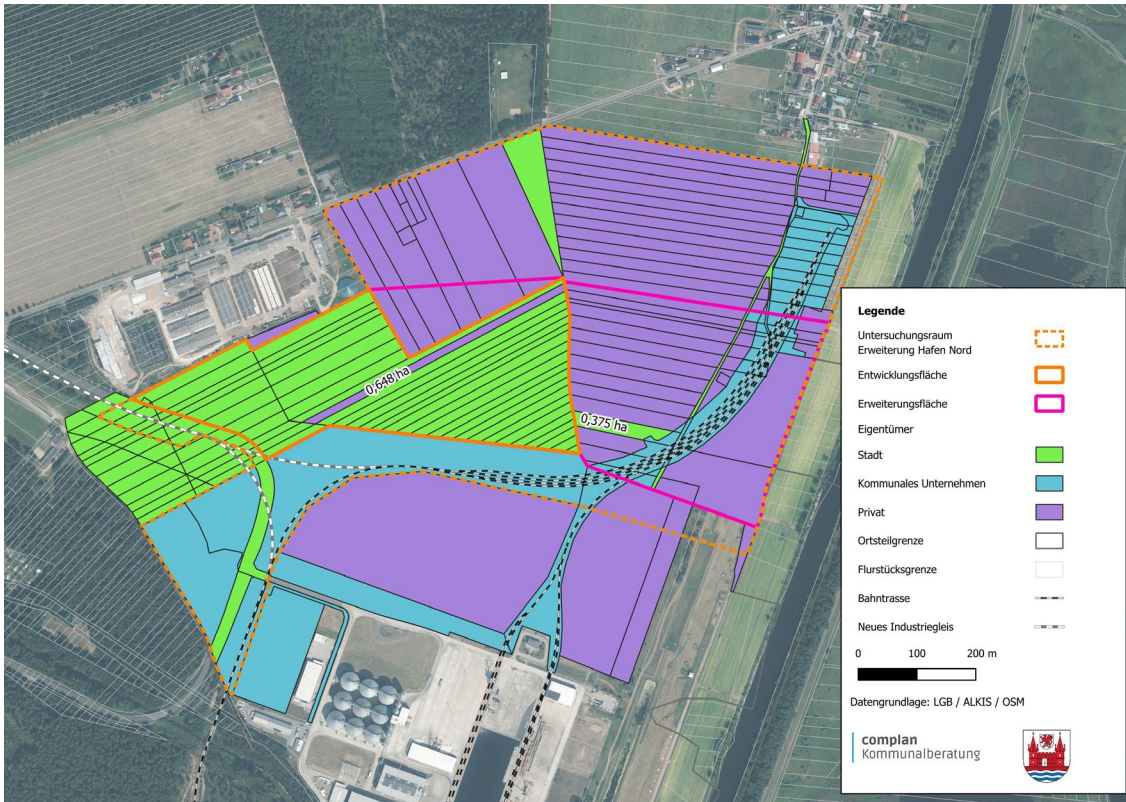 0,648 ha
0,375 ha
Legende
Untersuchungsraum
Erweiterung Hafen Nord
Entwicklungsfläche
Erweiterungsfläche
Eigentümer
Stadt
Kommunales Unternehmen
Privat
Ortsteilgrenze
Flurstücksgrenze
Bahntrasse
Neues Industriegleis
0 100 200 m
Datengrundlage: LGB / ALKIS / OSM
complan
Kommunalberatung